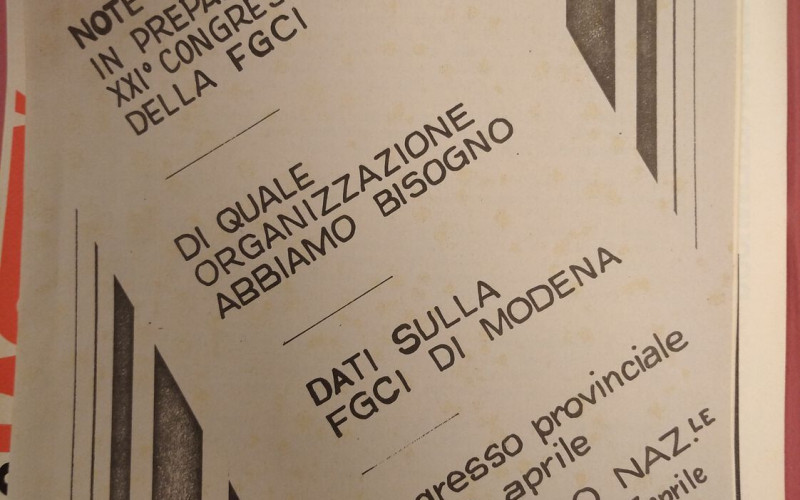 NOTE
IN
XXI° CONGRES
DELLA FGCI
DI QUALE
ORGANIZZAZIONE
ABBIAMO BISOGNO
DATI SULLA
FGCI DI MODENA
gresso provinciale
aprile
O NAZ.LE
aprile